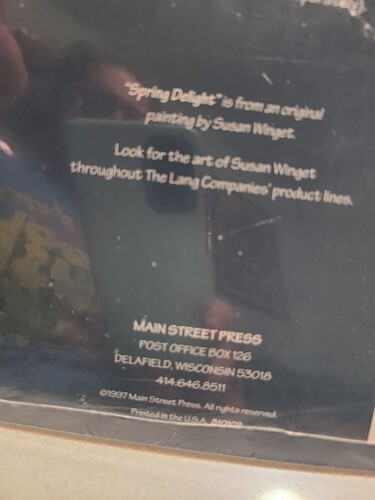 "Spring Delight" is from an original
painting by Susan Winget.
Look for the art of Susan Winget
throughout The Lang Companies' product lines.
MAIN STREET PRESS
POST OFFICE BOX 126
DELAFIELD, WISCONSIN 53018
414.646.8511
©1997 Main Street Press. All rights reserved.
Printed in the U.S.A.